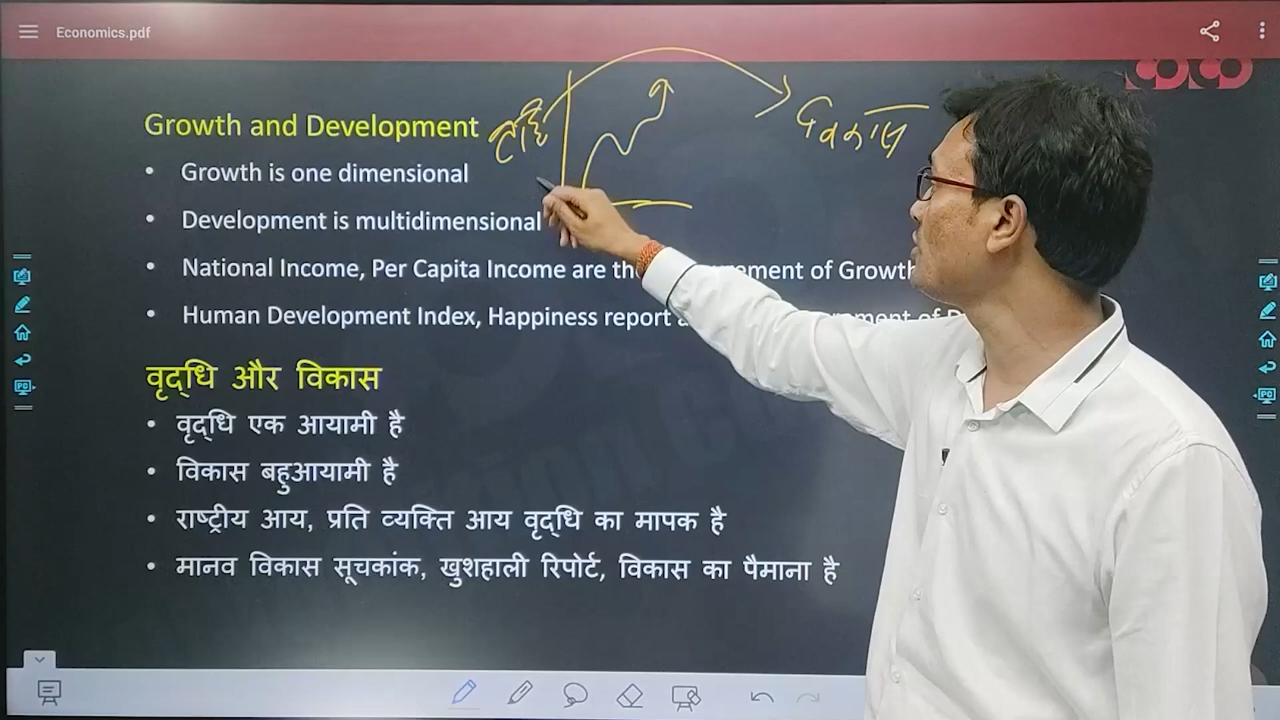 Economics.pdf
Growth and Development
वृद्धि
विकास
• Growth is one dimensional
• Development is multidimensional
• National Income, Per Capita Income are the of Growth
• Human Development Index, Happiness report of
वृद्धि और विकास
• वृद्धि एक आयामी है
• विकास बहुआयामी है
• राष्ट्रीय आय, प्रति व्यक्ति आय वृद्धि का मापक है
• मानव विकास सूचकांक, खुशहाली रिपोर्ट, विकास का पैमाना है